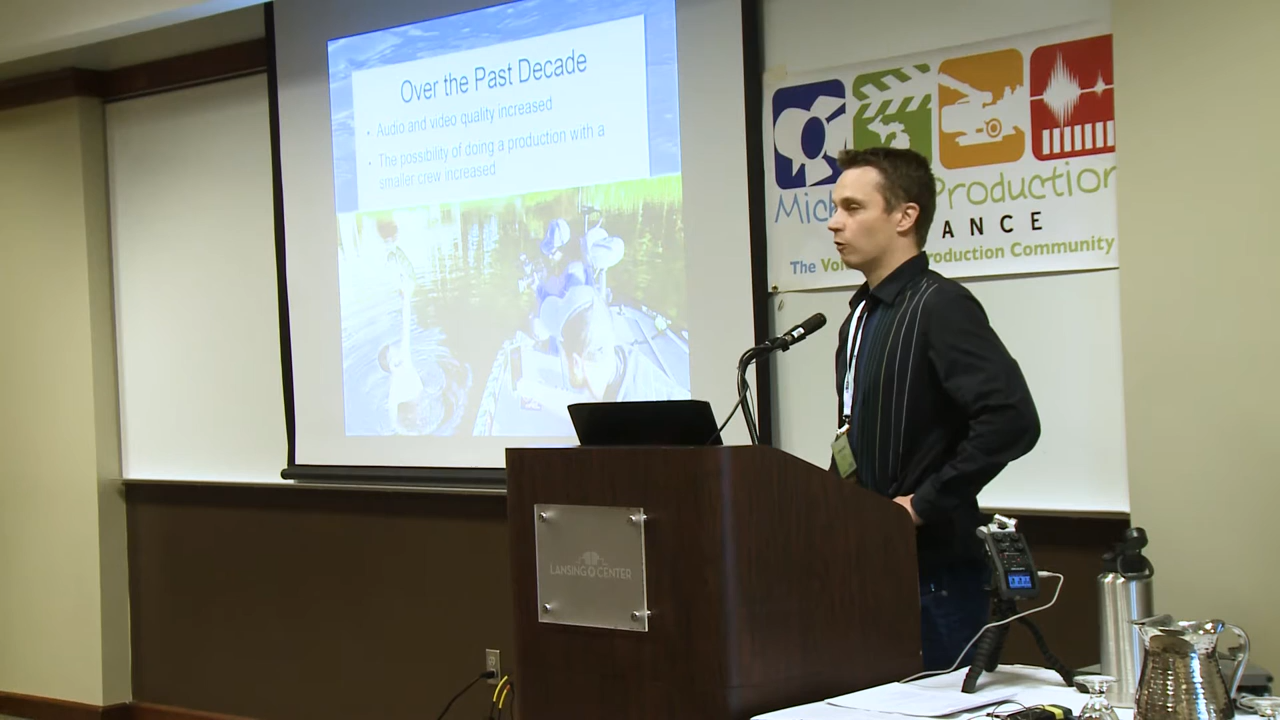 Over the Past Decade
• Audio and video quality increased
• The possibility of doing a production with a
smaller crew increased
Production
ANCE
The Production Community
LANSING CENTER